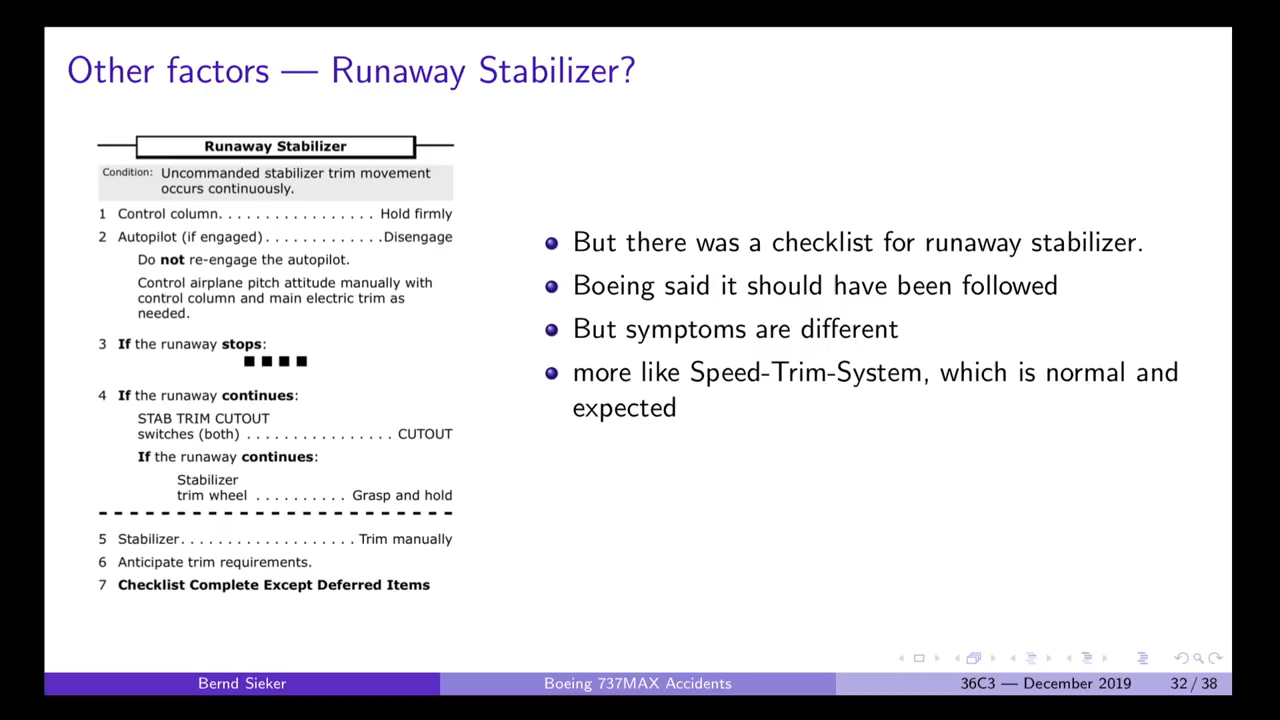 Other factors — Runaway Stabilizer?
Runaway Stabilizer
Condition: Uncommanded stabilizer trim movement
occurs continuously.
1 Control column. . . . . . . . . . . . . . . . . Hold firmly
2 Autopilot (if engaged) . . . . . . . . . . . . .Disengage
Do not re-engage the autopilot.
Control airplane pitch attitude manually with
control column and main electric trim as
needed.
3 If the runaway stops:
4 If the runaway continues:
STAB TRIM CUTOUT
switches (both) . . . . . . . . . . . . . . . . CUTOUT
If the runaway continues:
Stabilizer
trim wheel . . . . . . . . . . Grasp and hold
5 Stabilizer. . . . . . . . . . . . . . . . . . . Trim manually
6 Anticipate trim requirements.
7 Checklist Complete Except Deferred Items
But there was a checklist for runaway stabilizer.
Boeing said it should have been followed
But symptoms are different
more like Speed-Trim-System, which is normal and
expected
Bernd Sieker Boeing 737MAX Accidents 36C3 — December 2019 32 / 38